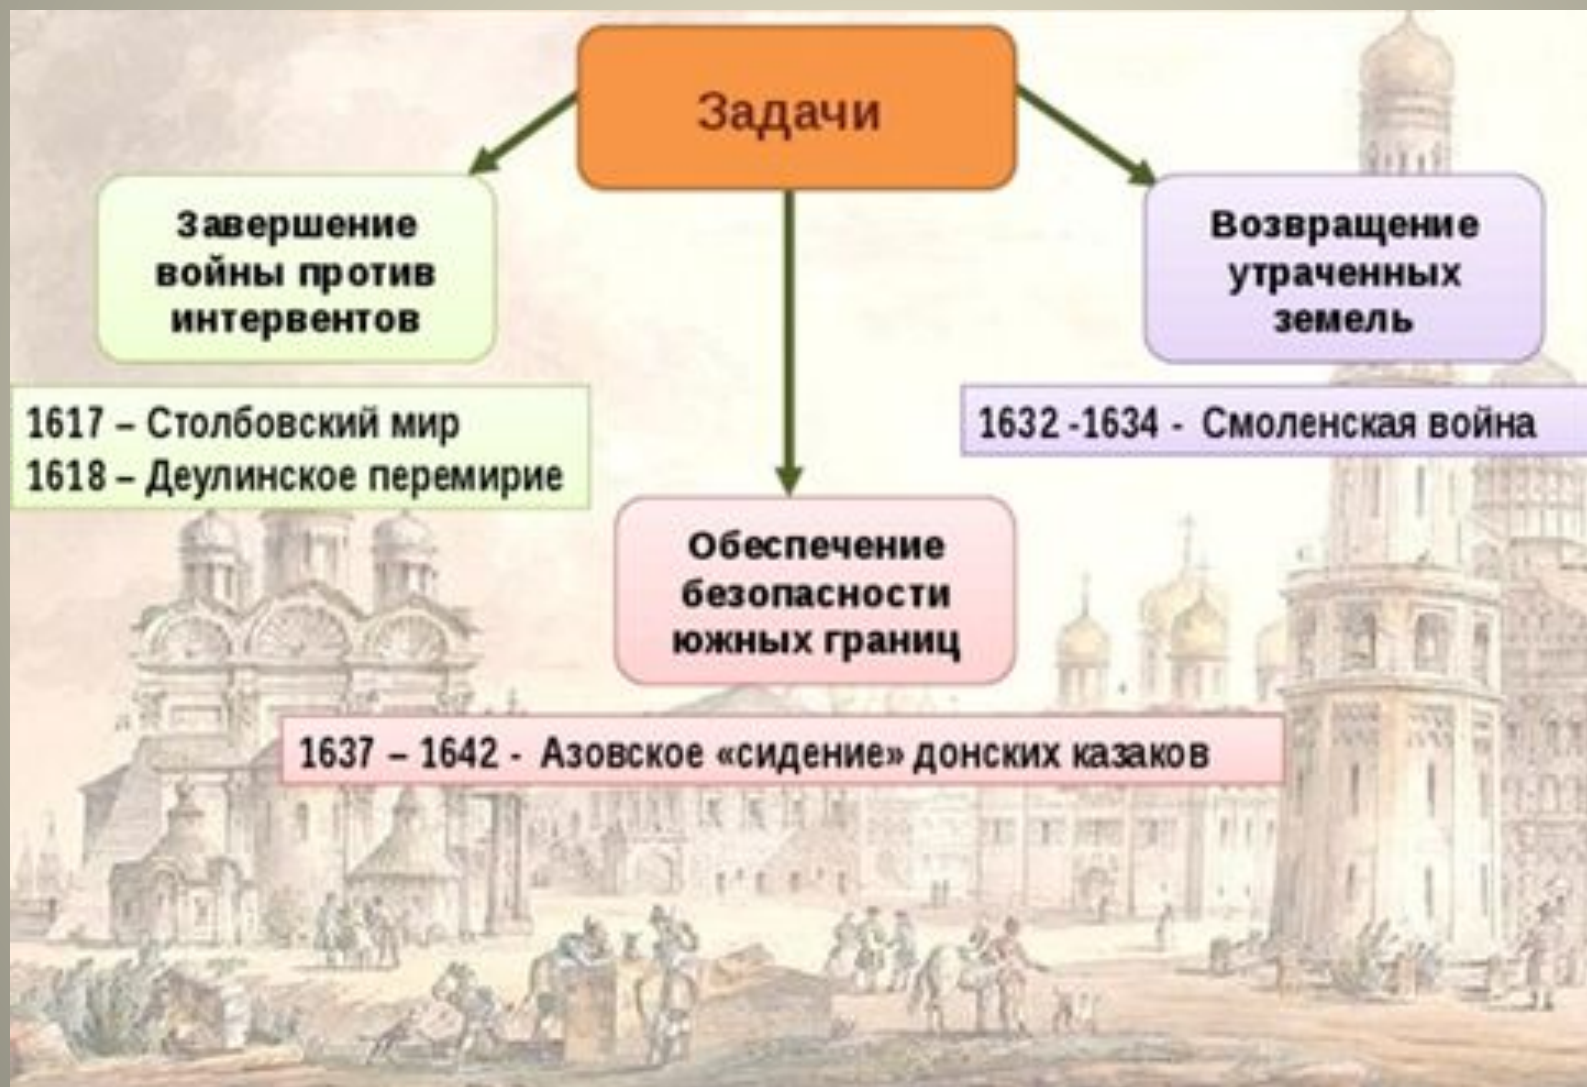 Задачи
Завершение
войны против
интервентов
Возвращение
утраченных
земель
1617 – Столбовский мир
1618 – Деулинское перемирие
1632 -1634 - Смоленская война
Обеспечение
безопасности
южных границ
1637 – 1642 - Азовское «сидение» донских казаков